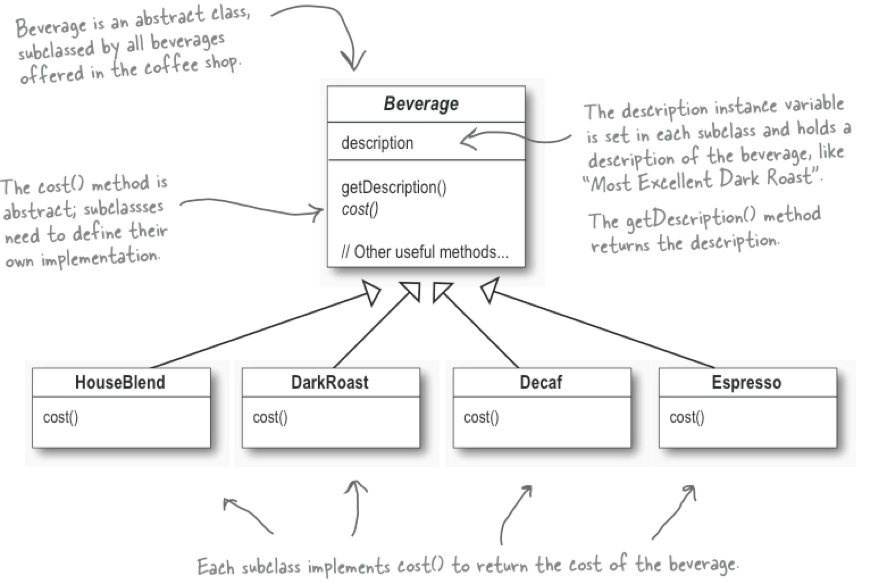 Beverage is an abstract class,
subclassed by all beverages
offered in the coffee shop.
Beverage
description
getDescription()
cost()
// Other useful methods...
The description instance variable
is set in each subclass and holds a
description of the beverage, like
“Most Excellent Dark Roast”.
The getDescription() method
returns the description.
The cost() method is
abstract; subclassses
need to define their
own implementation.
HouseBlend
cost()
DarkRoast
cost()
Decaf
cost()
Espresso
cost()
Each subclass implements cost() to return the cost of the beverage.